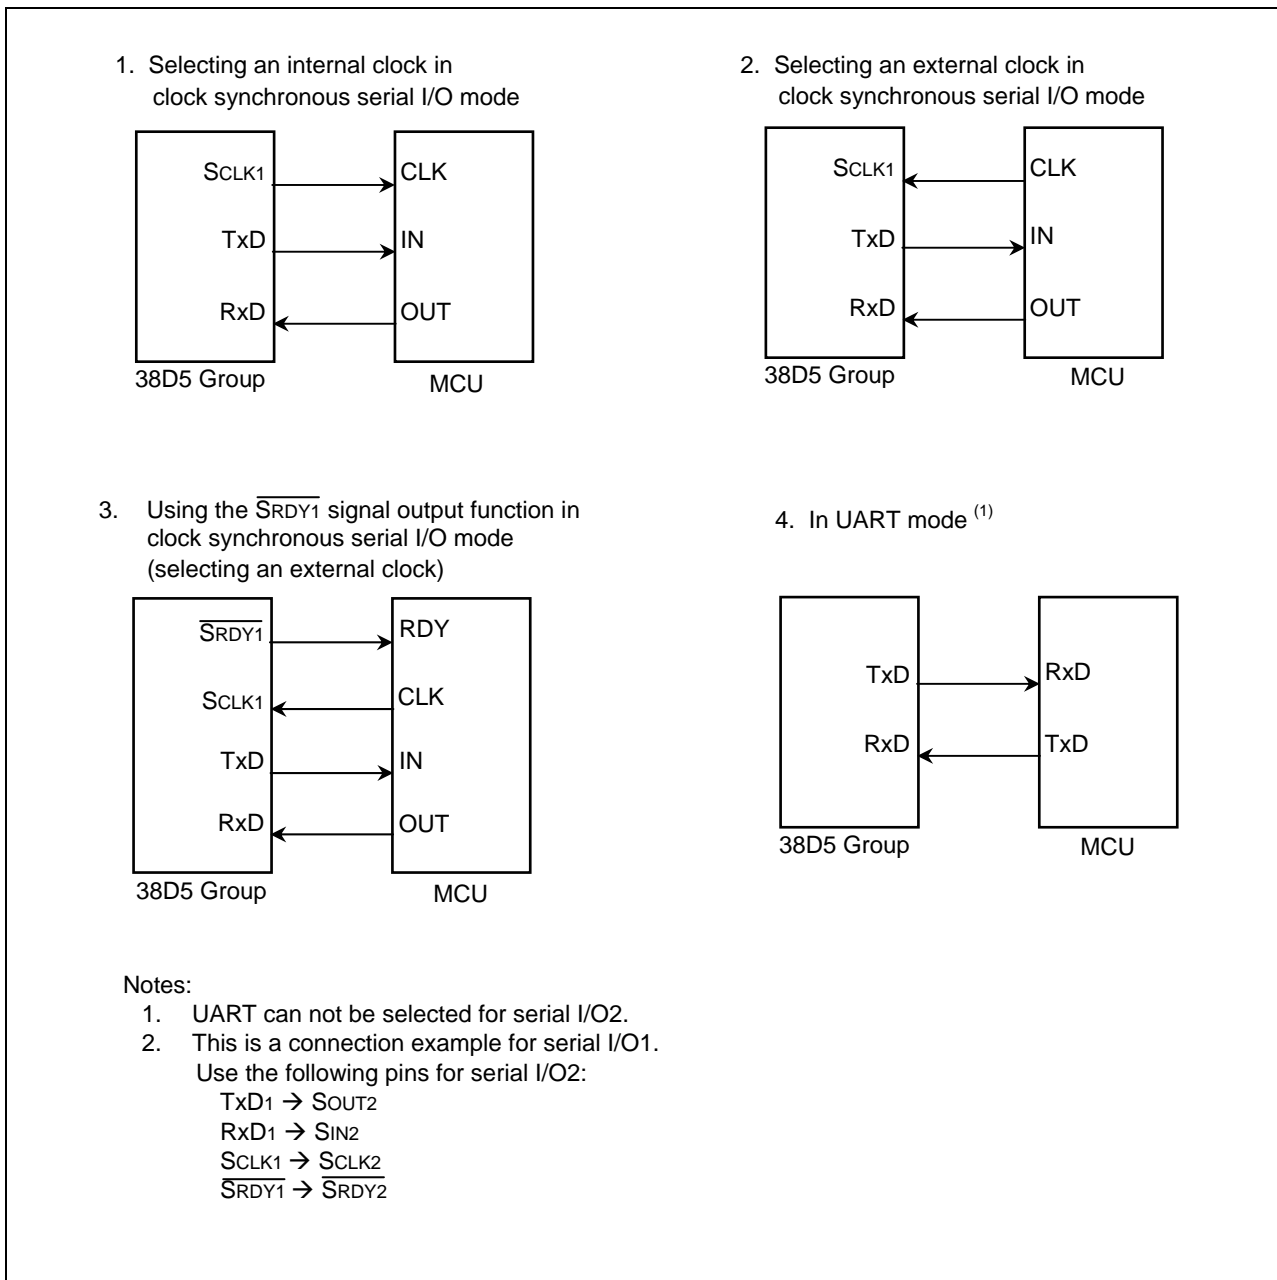 1. Selecting an internal clock in
clock synchronous serial I/O mode
SCLK1 CLK
TxD IN
RxD OUT
38D5 Group MCU
2. Selecting an external clock in
clock synchronous serial I/O mode
SCLK1 CLK
TxD IN
RxD OUT
38D5 Group MCU
3. Using the S̅R̅D̅Y̅1̅ signal output function in
clock synchronous serial I/O mode
(selecting an external clock)
S̅R̅D̅Y̅1̅ RDY
SCLK1 CLK
TxD IN
RxD OUT
38D5 Group MCU
4. In UART mode (1)
TxD RxD
RxD TxD
38D5 Group MCU
Notes:
1. UART can not be selected for serial I/O2.
2. This is a connection example for serial I/O1.
Use the following pins for serial I/O2:
TxD1 → SOUT2
RxD1 → SIN2
SCLK1 → SCLK2
S̅R̅D̅Y̅1̅ → S̅R̅D̅Y̅2̅